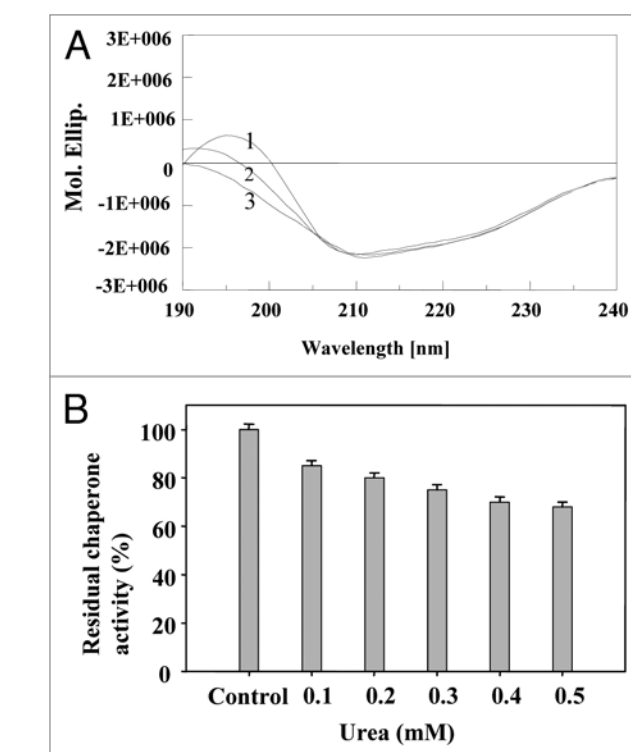 A
3E+006
2E+006
1E+006
0
-1E+006
-2E+006
-3E+006
Mol. Ellip.
1
2
3
190 200 210 220 230 240
Wavelength [nm]
B
100
80
60
40
20
0
Residual chaperone
activity (%)
Control 0.1 0.2 0.3 0.4 0.5
Urea (mM)